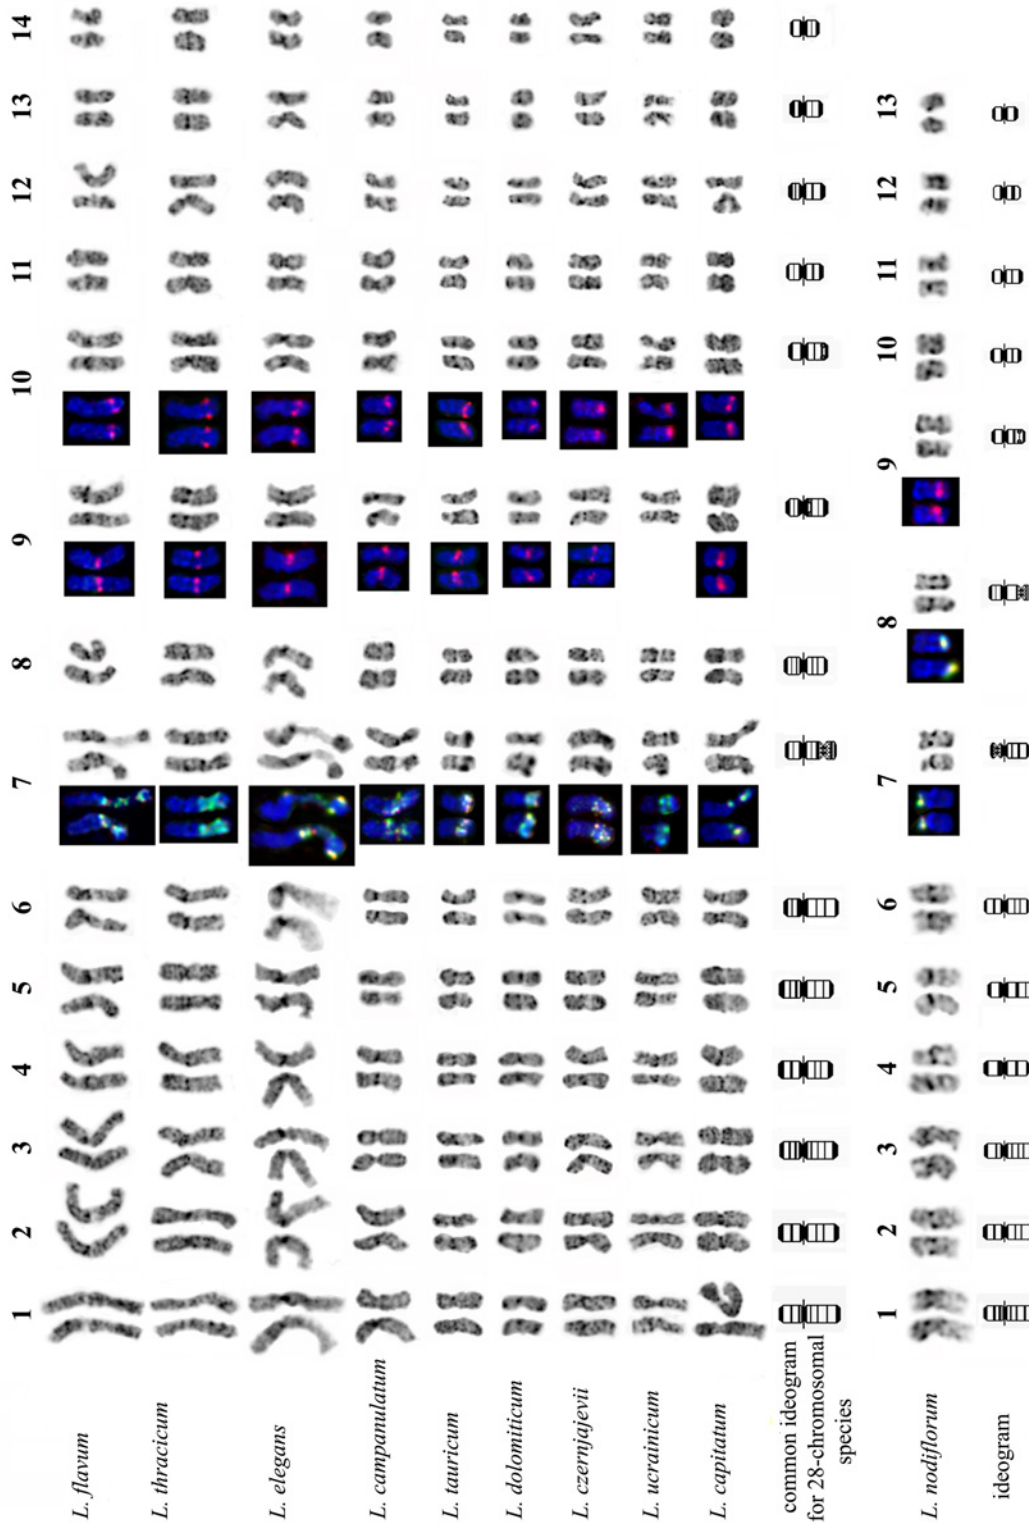 1 2 3 4 5 6 7 8 9 10 11 12 13 14
L. flavum
L. thracicum
L. elegans
L. campanulatum
L. tauricum
L. dolomiticum
L. czernjajevii
L. ucrainicum
L. capitatum
common ideogram
for 28-chromosomal
species
1 2 3 4 5 6 7 8 9 10 11 12 13
L. nodiflorum
ideogram